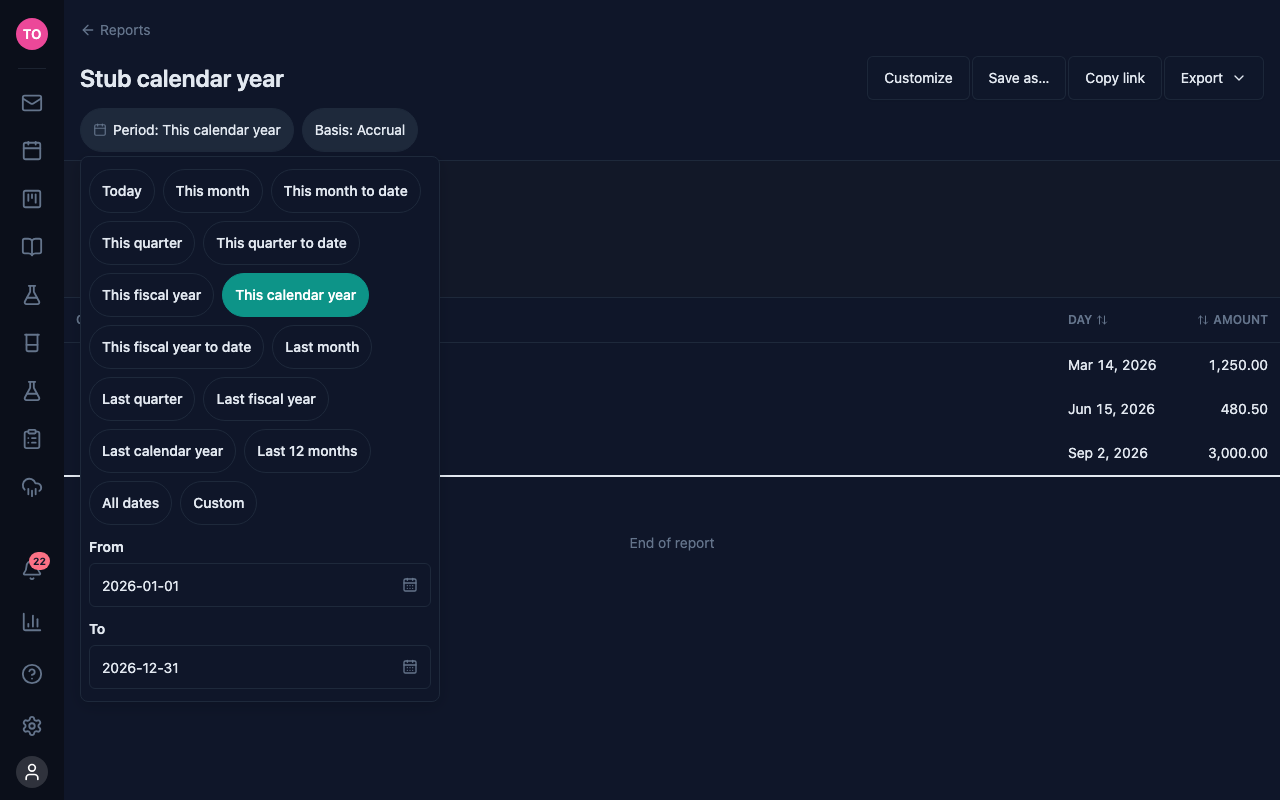 TO
Reports
Stub calendar year
Customize
Save as...
Copy link
Export
Period: This calendar year
Basis: Accrual
Today
This month
This month to date
This quarter
This quarter to date
This fiscal year
This calendar year
This fiscal year to date
Last month
Last quarter
Last fiscal year
Last calendar year
Last 12 months
All dates
Custom
From
2026-01-01
To
2026-12-31
DAY
AMOUNT
Mar 14, 2026
1,250.00
Jun 15, 2026
480.50
Sep 2, 2026
3,000.00
End of report
22